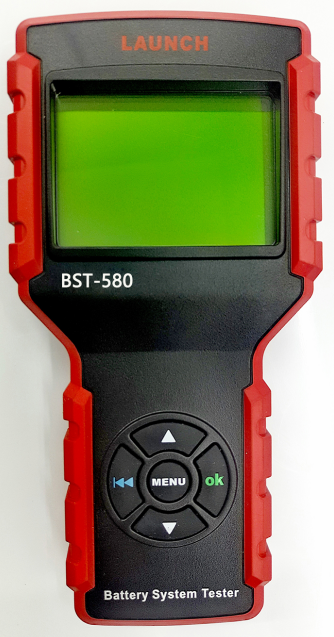 LAUNCH
BST-580
MENU
ok
Battery System Tester